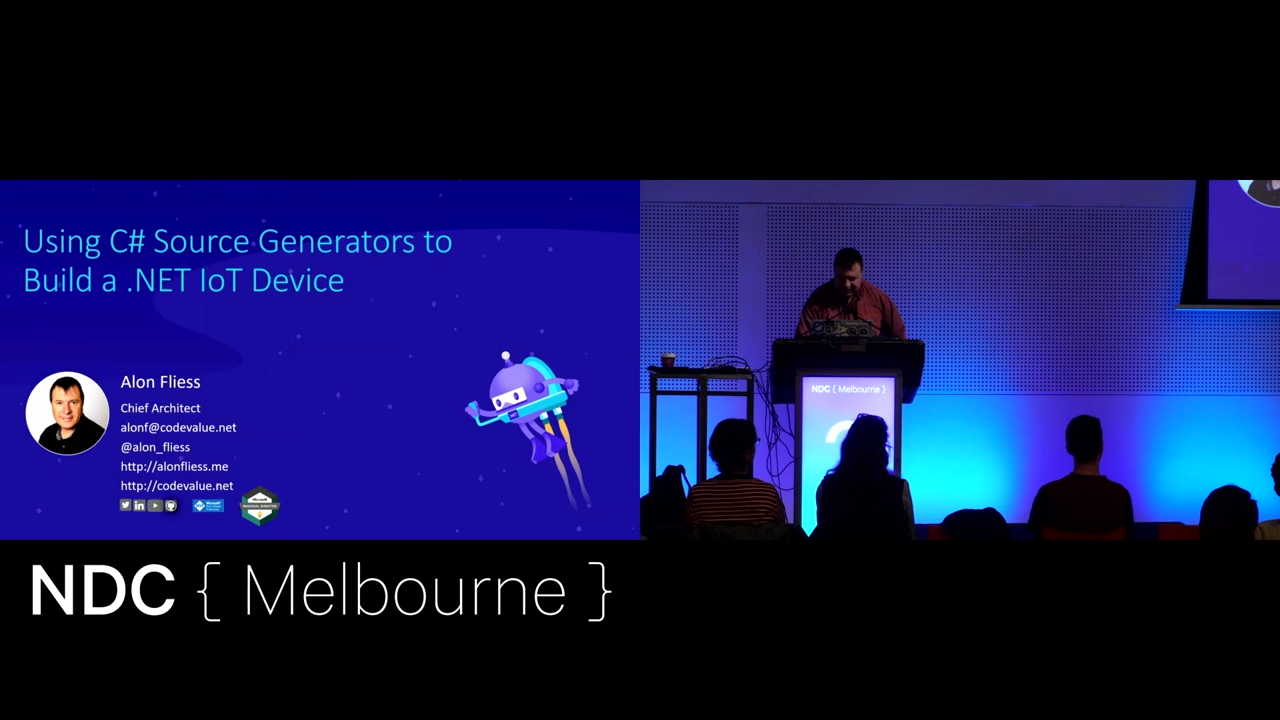 Using C# Source Generators to
Build a .NET IoT Device
Alon Fliess
Chief Architect
alonf@codevalue.net
@alon_fliess
http://alonfliess.me
http://codevalue.net
NDC { Melbourne }
NDC { Melbourne }